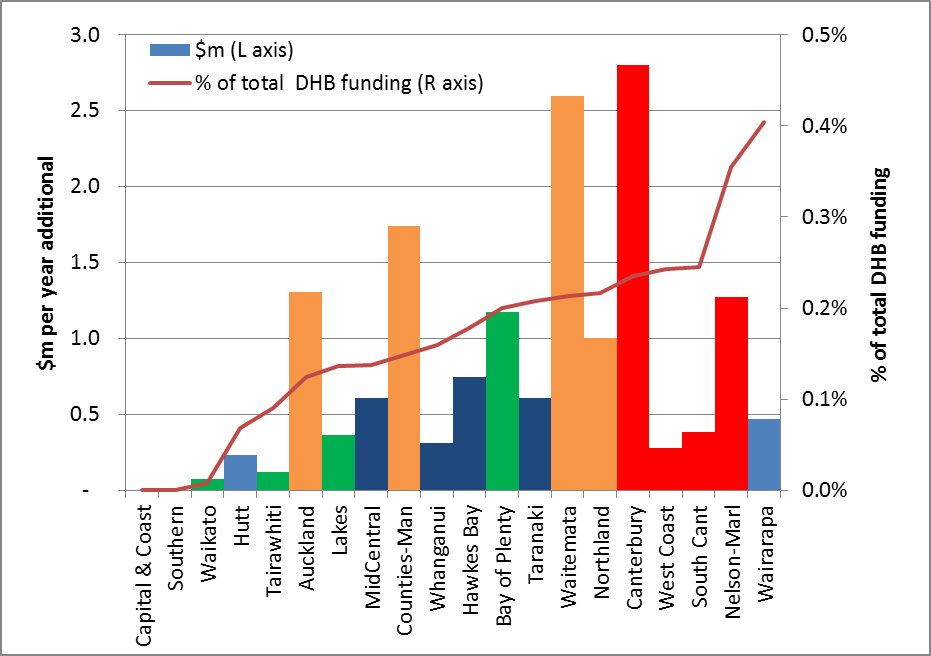 3.0
2.5
2.0
1.5
1.0
0.5
-
$m per year additional
$m (L axis)
% of total DHB funding (R axis)
0.5%
0.4%
0.3%
0.2%
0.1%
0.0%
% of total DHB funding
Capital & Coast
Southern
Waikato
Hutt
Tairawhiti
Auckland
Lakes
MidCentral
Counties-Man
Whanganui
Hawkes Bay
Bay of Plenty
Taranaki
Waitemata
Northland
Canterbury
West Coast
South Cant
Nelson-Marl
Wairarapa